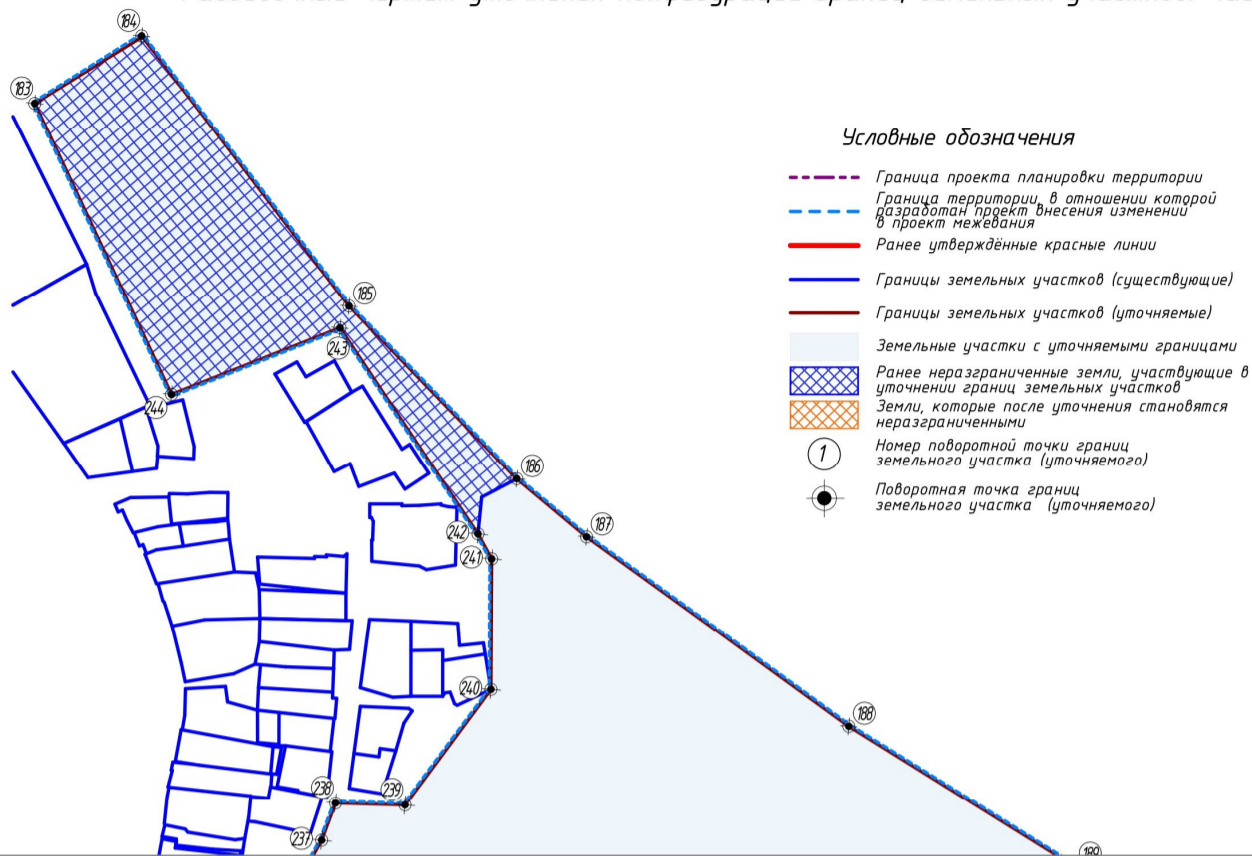 184
183
185
243
244
186
242
187
241
240
188
238
239
237
189
Условные обозначения
Граница проекта планировки территории
Граница территории, в отношении которой
разработан проект внесения изменений
в проект межевания
Ранее утверждённые красные линии
Границы земельных участков (существующие)
Границы земельных участков (уточняемые)
Земельные участки с уточняемыми границами
Ранее неразграниченные земли, участвующие в
уточнении границ земельных участков
Земли, которые после уточнения становятся
неразграниченными
1
Номер поворотной точки границ
земельного участка (уточняемого)
Поворотная точка границ
земельного участка (уточняемого)